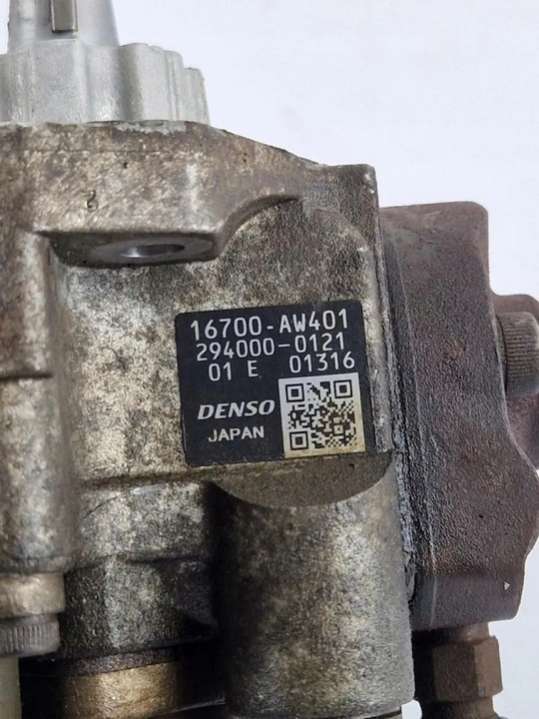 16700-AW401
294000-0121
01 E 01316
DENSO
JAPAN